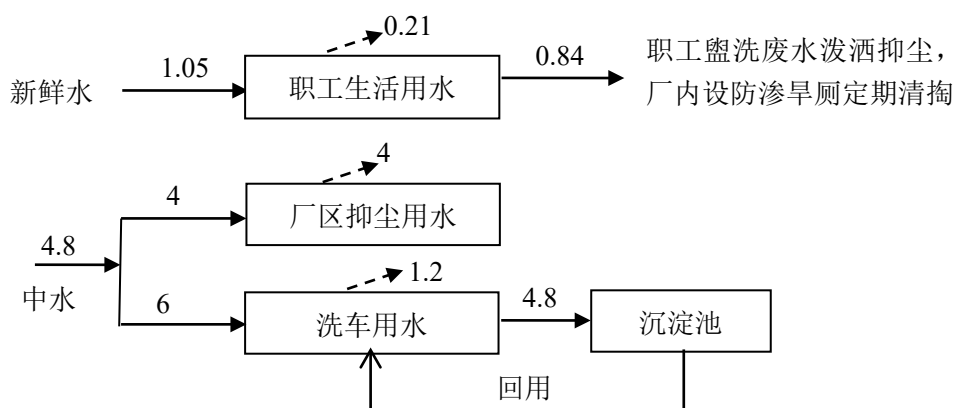 0.21
新鲜水
1.05
职工生活用水
0.84
职工盥洗废水泼洒抑尘，
厂内设防渗旱厕定期清掏
4
4
厂区抑尘用水
4.8
中水
1.2
6
洗车用水
4.8
沉淀池
回用